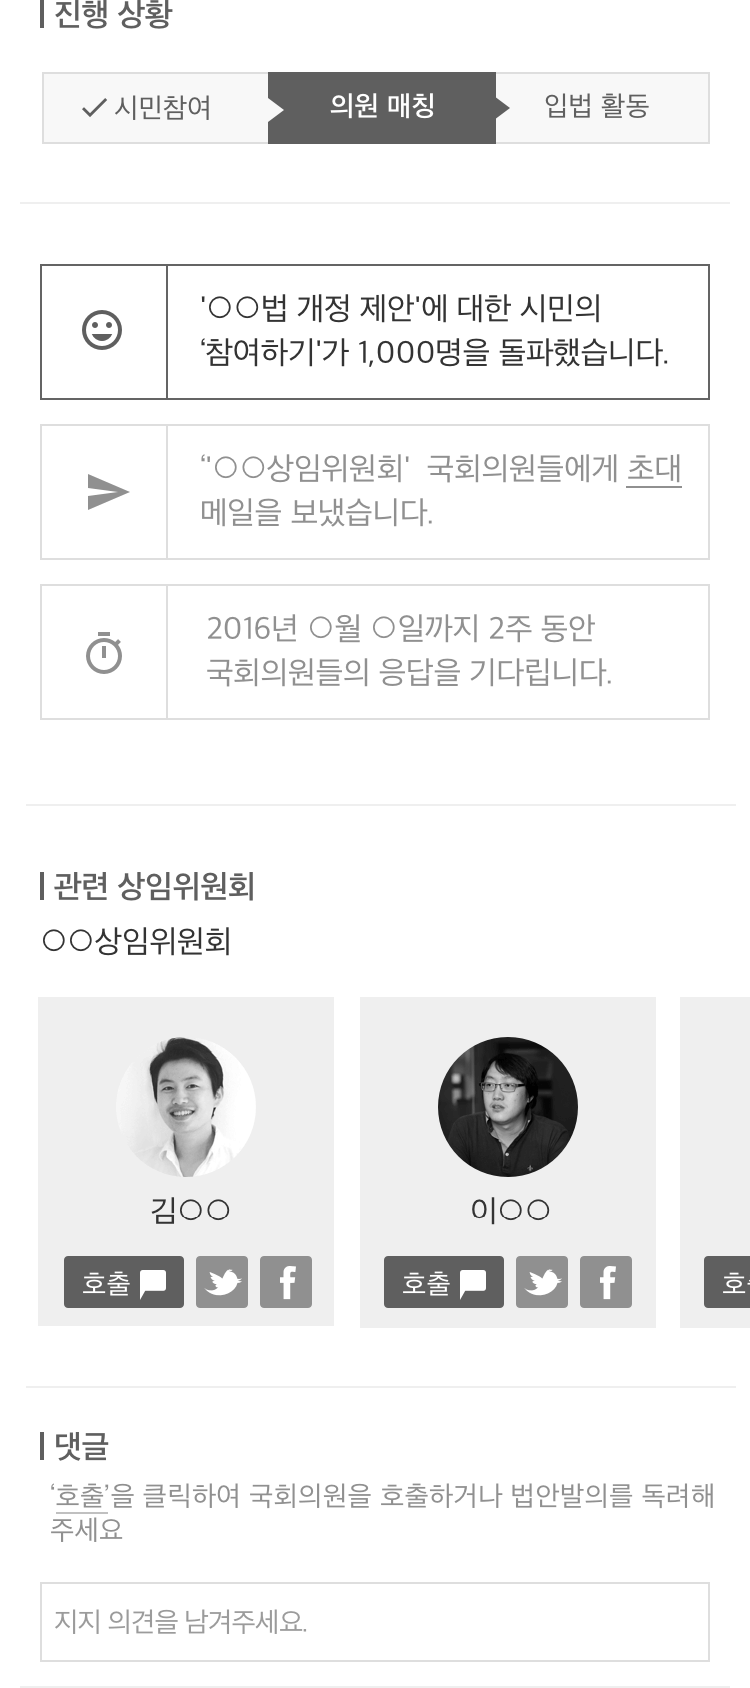 진행 상황
시민참여
의원 매칭
입법 활동
'○○법 개정 제안'에 대한 시민의
‘참여하기'가 1,000명을 돌파했습니다.
‘'○○상임위원회' 국회의원들에게 초대
메일을 보냈습니다.
2016년 ○월 ○일까지 2주 동안
국회의원들의 응답을 기다립니다.
관련 상임위원회
○○상임위원회
김○○
이○○
호출
호출
댓글
‘호출’을 클릭하여 국회의원을 호출하거나 법안발의를 독려해
주세요
지지 의견을 남겨주세요.